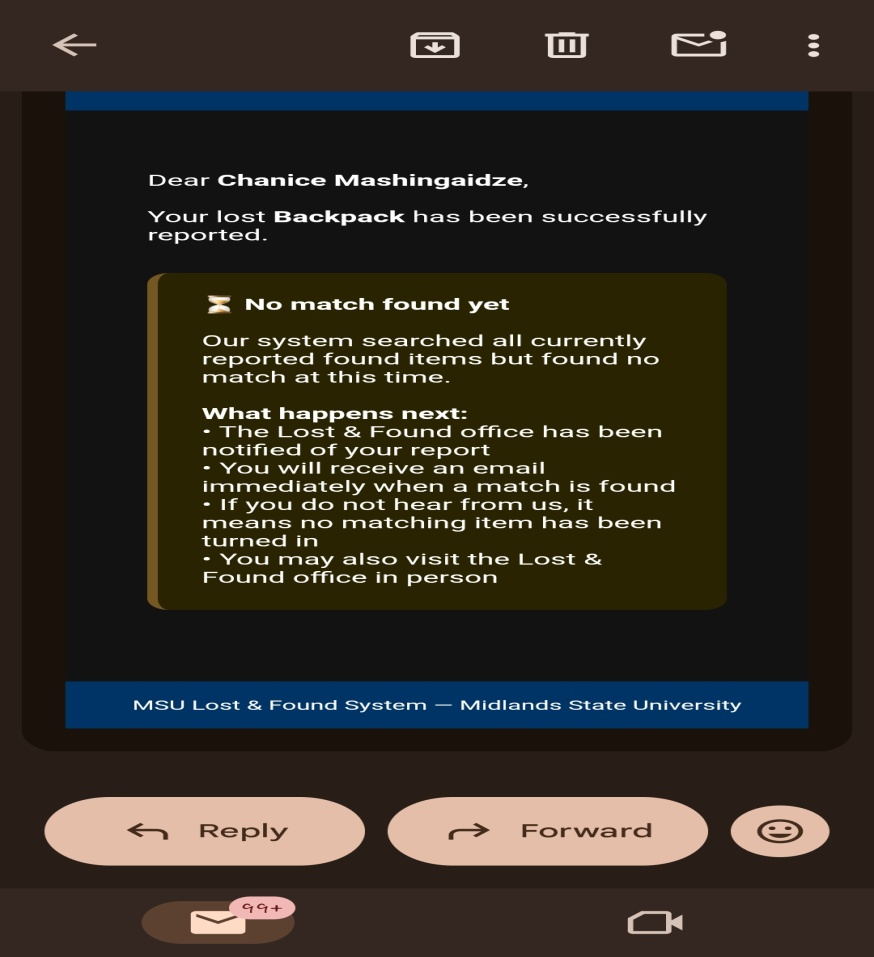 Dear Chanice Mashingaidze,
Your lost Backpack has been successfully
reported.
⏳ No match found yet
Our system searched all currently
reported found items but found no
match at this time.
What happens next:
• The Lost & Found office has been
notified of your report
• You will receive an email
immediately when a match is found
• If you do not hear from us, it
means no matching item has been
turned in
• You may also visit the Lost &
Found office in person
MSU Lost & Found System — Midlands State University
Reply
Forward
99+